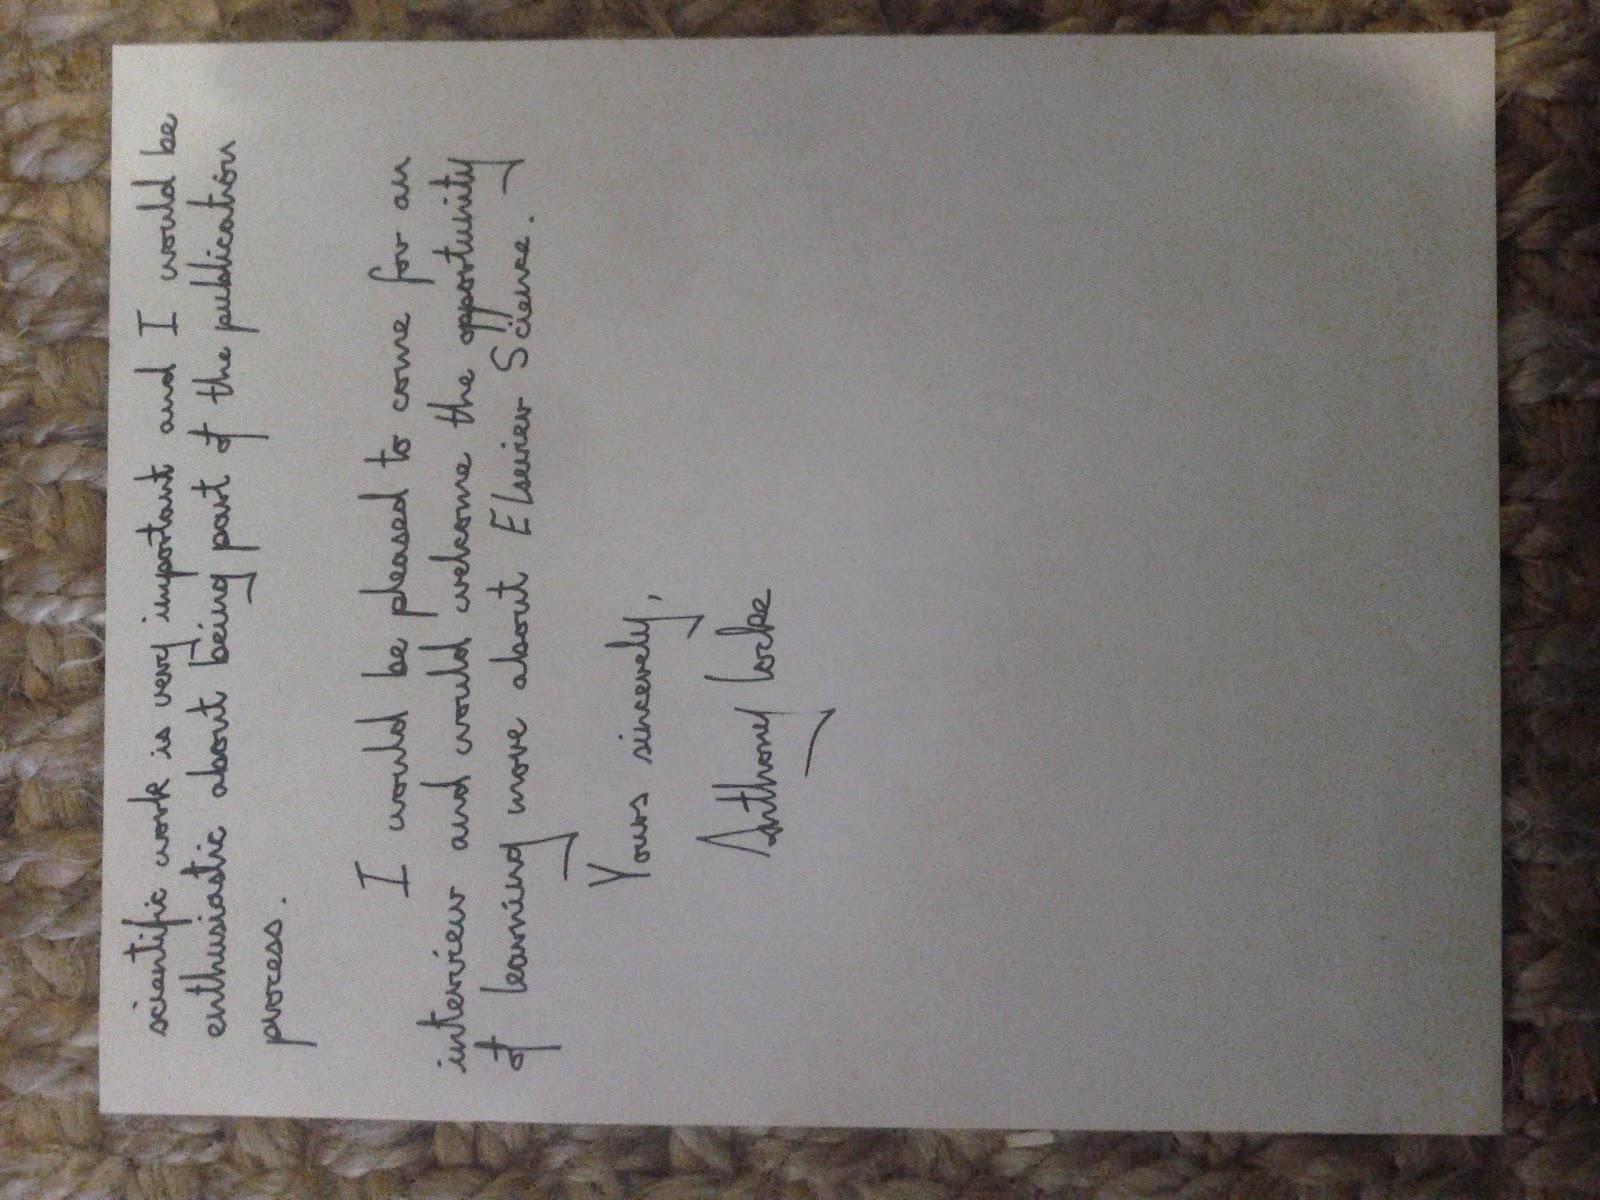 scientific work is very important and I would be
enthusiastic about being part of the publication
process.
I would be pleased to come for an
interview and would welcome the opportunity
of learning more about Elsevier Science.
Yours sincerely,
Anthony Locke